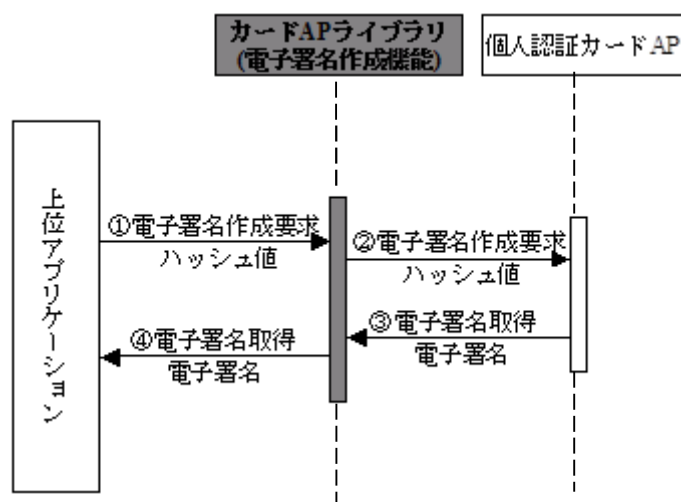 カードAPライブラリ
(電子署名作成機能)
個人認証カードAP
上位アプリケーション
①電子署名作成要求
ハッシュ値
②電子署名作成要求
ハッシュ値
③電子署名取得
電子署名
④電子署名取得
電子署名